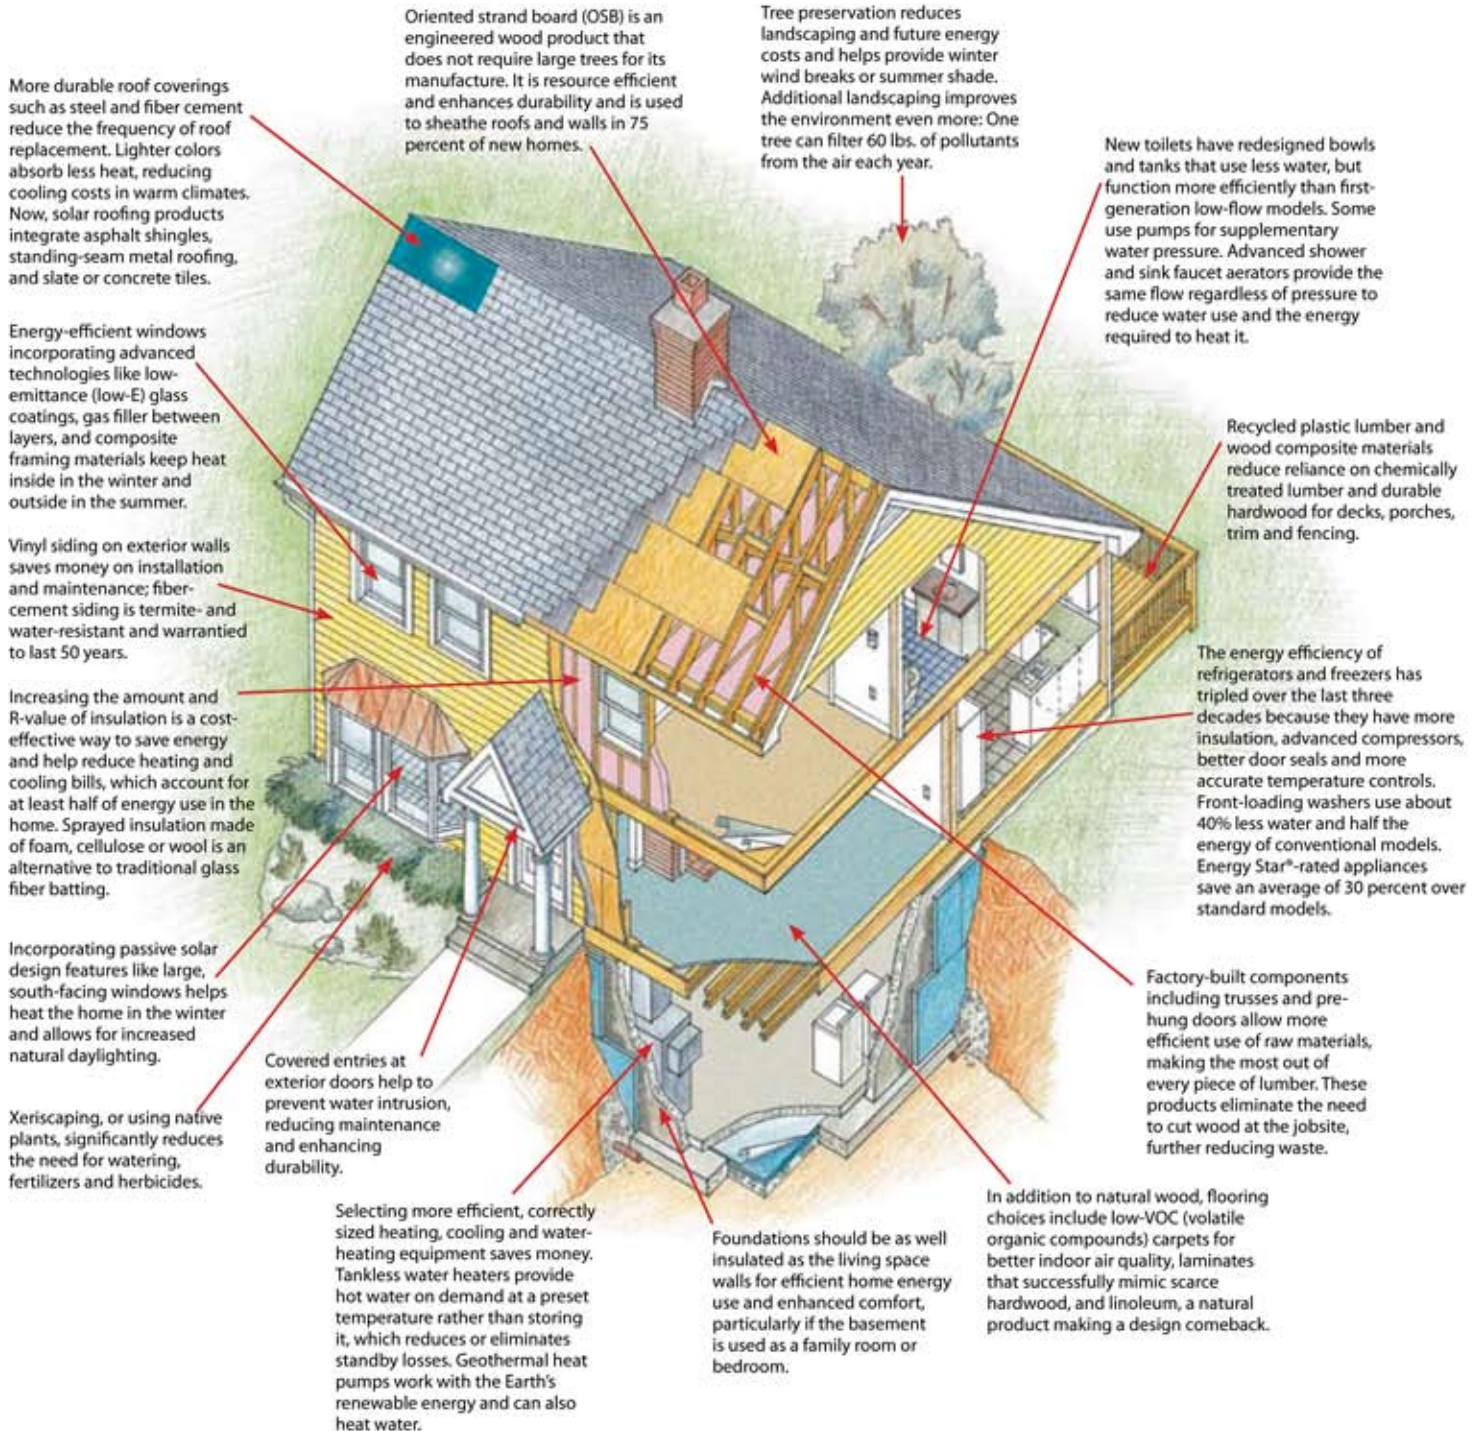 Oriented strand board (OSB) is an
engineered wood product that
does not require large trees for its
manufacture. It is resource efficient
and enhances durability and is used
to sheathe roofs and walls in 75
percent of new homes.
Tree preservation reduces
landscaping and future energy
costs and helps provide winter
wind breaks or summer shade.
Additional landscaping improves
the environment even more: One
tree can filter 60 lbs. of pollutants
from the air each year.
More durable roof coverings
such as steel and fiber cement
reduce the frequency of roof
replacement. Lighter colors
absorb less heat, reducing
cooling costs in warm climates.
Now, solar roofing products
integrate asphalt shingles,
standing-seam metal roofing,
and slate or concrete tiles.
New toilets have redesigned bowls
and tanks that use less water, but
function more efficiently than first-
generation low-flow models. Some
use pumps for supplementary
water pressure. Advanced shower
and sink faucet aerators provide the
same flow regardless of pressure to
reduce water use and the energy
required to heat it.
Energy-efficient windows
incorporating advanced
technologies like low-
emittance (low-E) glass
coatings, gas filler between
layers, and composite
framing materials keep heat
inside in the winter and
outside in the summer.
Recycled plastic lumber and
wood composite materials
reduce reliance on chemically
treated lumber and durable
hardwood for decks, porches,
trim and fencing.
Vinyl siding on exterior walls
saves money on installation
and maintenance; fiber-
cement siding is termite- and
water-resistant and warrantied
to last 50 years.
The energy efficiency of
refrigerators and freezers has
tripled over the last three
decades because they have more
insulation, advanced compressors,
better door seals and more
accurate temperature controls.
Front-loading washers use about
40% less water and half the
energy of conventional models.
Energy Star®-rated appliances
save an average of 30 percent over
standard models.
Increasing the amount and
R-value of insulation is a cost-
effective way to save energy
and help reduce heating and
cooling bills, which account for
at least half of energy use in the
home. Sprayed insulation made
of foam, cellulose or wool is an
alternative to traditional glass
fiber batting.
Incorporating passive solar
design features like large,
south-facing windows helps
heat the home in the winter
and allows for increased
natural daylighting.
Factory-built components
including trusses and pre-
hung doors allow more
efficient use of raw materials,
making the most out of
every piece of lumber. These
products eliminate the need
to cut wood at the jobsite,
further reducing waste.
Covered entries at
exterior doors help to
prevent water intrusion,
reducing maintenance
and enhancing
durability.
Xeriscaping, or using native
plants, significantly reduces
the need for watering,
fertilizers and herbicides.
Selecting more efficient, correctly
sized heating, cooling and water-
heating equipment saves money.
Tankless water heaters provide
hot water on demand at a preset
temperature rather than storing
it, which reduces or eliminates
standby losses. Geothermal heat
pumps work with the Earth's
renewable energy and can also
heat water.
Foundations should be as well
insulated as the living space
walls for efficient home energy
use and enhanced comfort,
particularly if the basement
is used as a family room or
bedroom.
In addition to natural wood, flooring
choices include low-VOC (volatile
organic compounds) carpets for
better indoor air quality, laminates
that successfully mimic scarce
hardwood, and linoleum, a natural
product making a design comeback.